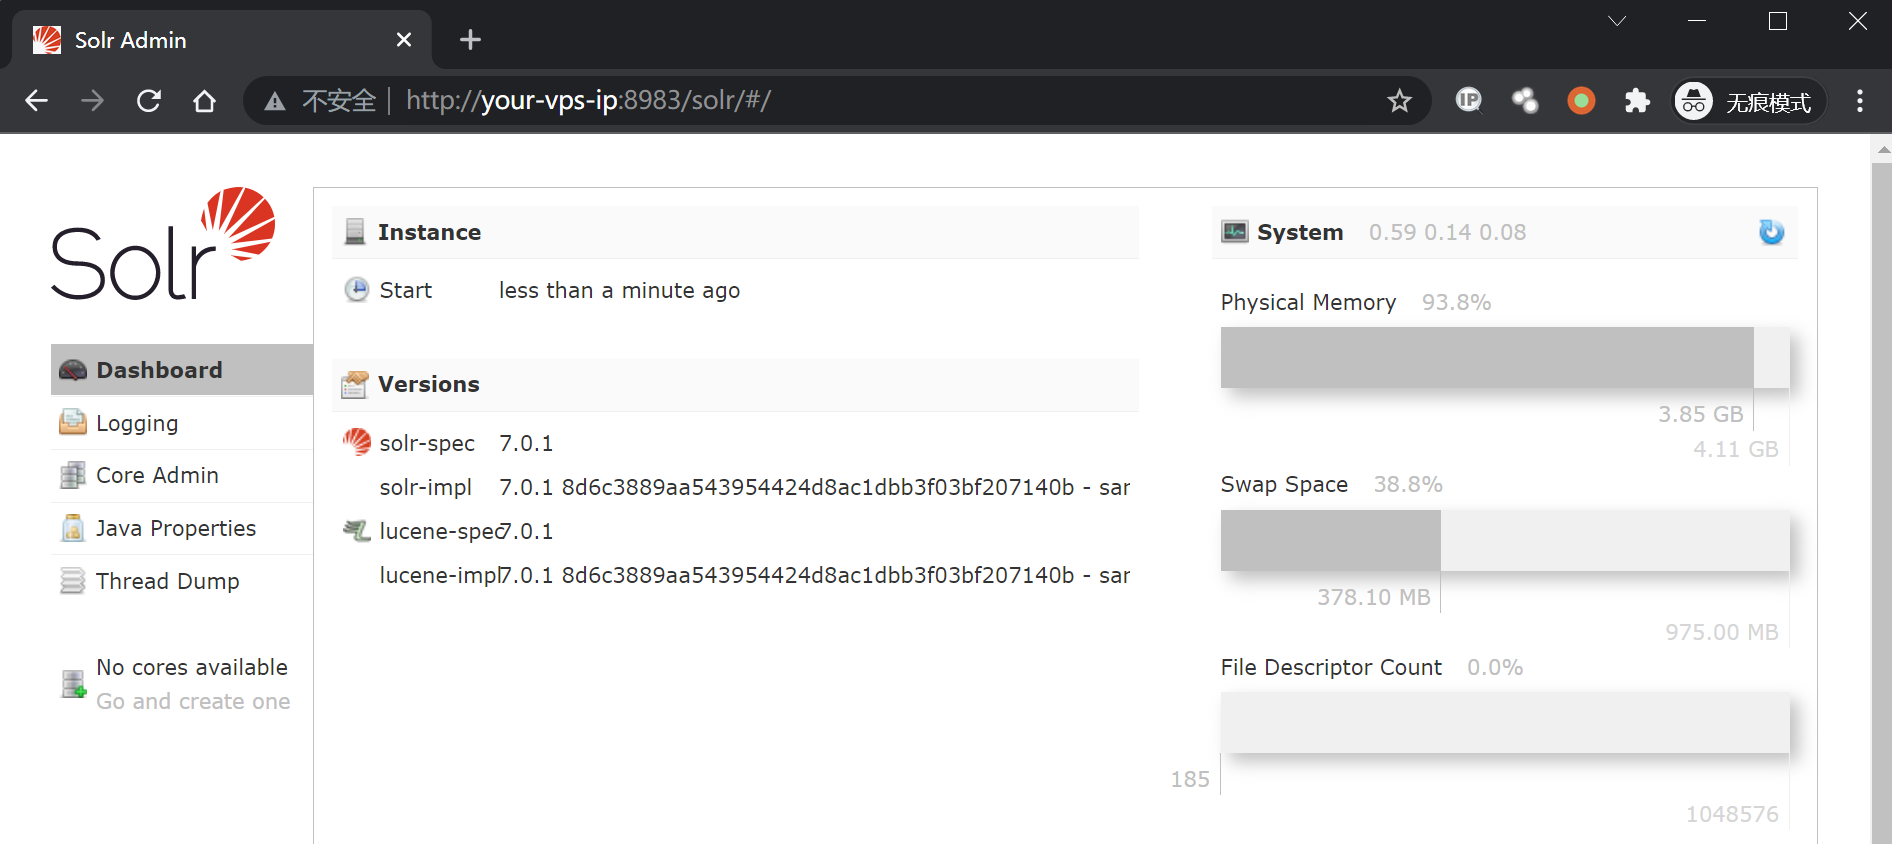 Solr Admin
不安全 http://your-vps-ip:8983/solr/#/
IP
无痕模式
Solr
Dashboard
Logging
Core Admin
Java Properties
Thread Dump
No cores available
Go and create one
Instance
Start less than a minute ago
Versions
solr-spec 7.0.1
solr-impl 7.0.1 8d6c3889aa543954424d8ac1dbb3f03bf207140b - sar
lucene-spec 7.0.1
lucene-impl 7.0.1 8d6c3889aa543954424d8ac1dbb3f03bf207140b - sar
System 0.59 0.14 0.08
Physical Memory 93.8%
3.85 GB
4.11 GB
Swap Space 38.8%
378.10 MB
975.00 MB
File Descriptor Count 0.0%
185
1048576